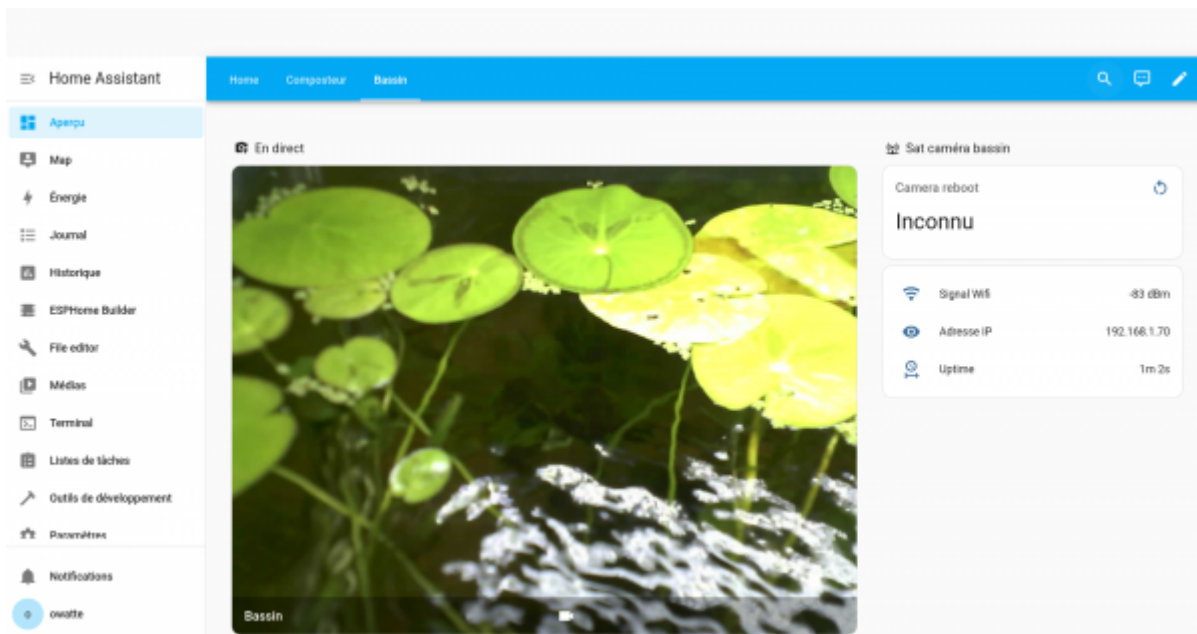 Home Assistant
Home Composteur Bassin
Aperçu
Map
Énergie
Journal
Historique
ESPHome Builder
File editor
Médias
Terminal
Listes de tâches
Outils de développement
Paramètres
Notifications
owatte
En direct
Bassin
Sat caméra bassin
Camera reboot
Inconnu
Signal Wifi -83 dBm
Adresse IP 192.168.1.70
Uptime 1m 2s